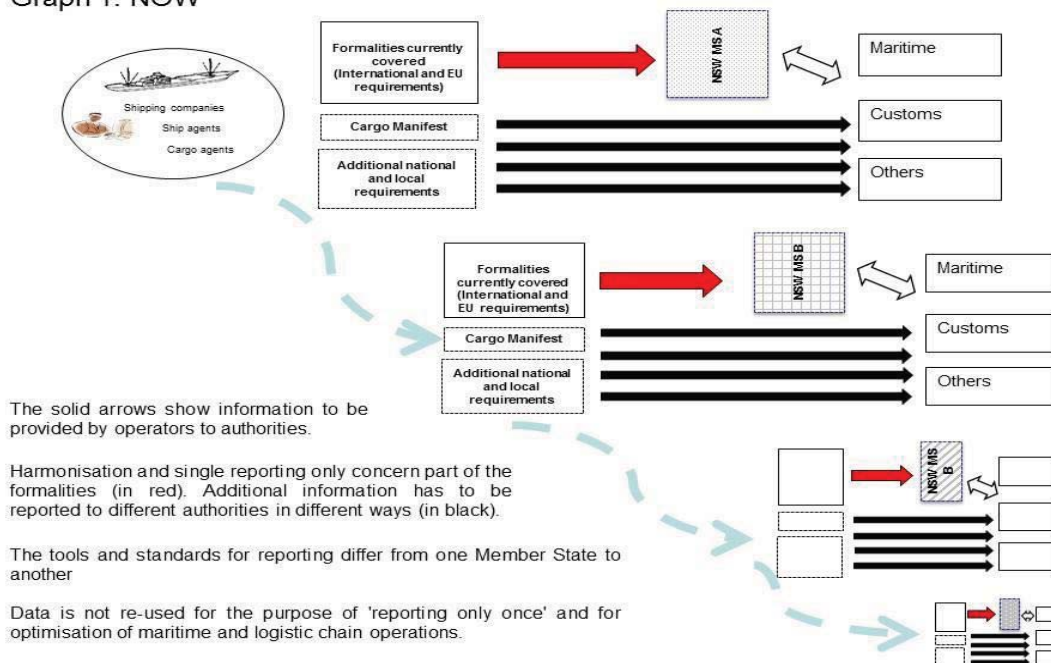 Graph 1: NOW
Formalities currently
covered
(International and EU
requirements)
NSW MS A
Maritime
Shipping companies
Ship agents
Cargo agents
Cargo Manifest
Customs
Additional national
and local
requirements
Others
Formalities
currently covered
(International and
EU requirements)
NSW MS B
Maritime
Cargo Manifest
Customs
Additional national
and local
requirements
Others
The solid arrows show information to be
provided by operators to authorities.
Harmonisation and single reporting only concern part of the
formalities (in red). Additional information has to be
reported to different authorities in different ways (in black).
NSW MS
B
The tools and standards for reporting differ from one Member State to
another
Data is not re-used for the purpose of 'reporting only once' and for
optimisation of maritime and logistic chain operations.